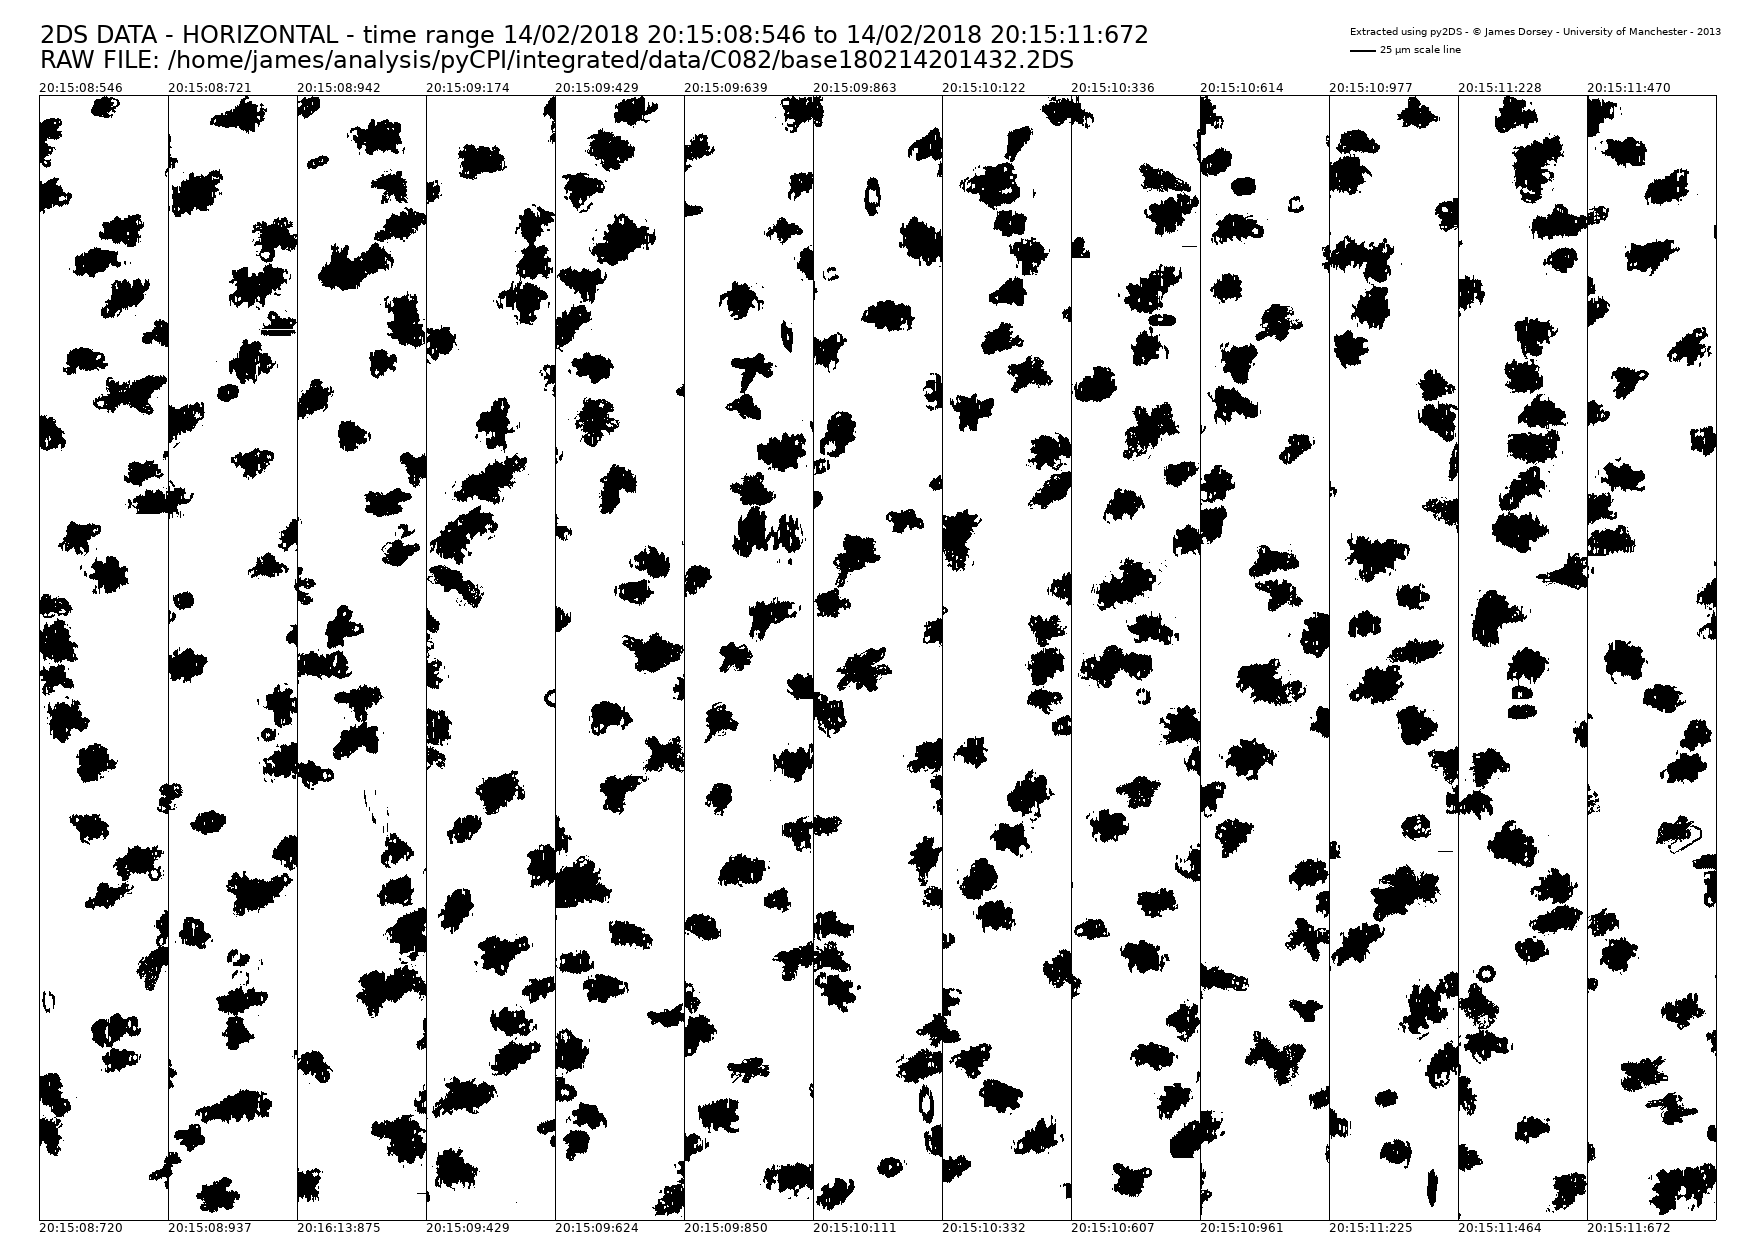 2DS DATA - HORIZONTAL - time range 14/02/2018 20:15:08:546 to 14/02/2018 20:15:11:672
RAW FILE: /home/james/analysis/pyCPI/integrated/data/C082/base180214201432.2DS
Extracted using py2DS - © James Dorsey - University of Manchester - 2013
25 μm scale line
20:15:08:546 20:15:08:721 20:15:08:942 20:15:09:174 20:15:09:429 20:15:09:639 20:15:09:863 20:15:10:122 20:15:10:336 20:15:10:614 20:15:10:977 20:15:11:228 20:15:11:470
20:15:08:720 20:15:08:937 20:16:13:875 20:15:09:429 20:15:09:624 20:15:09:850 20:15:10:111 20:15:10:332 20:15:10:607 20:15:10:961 20:15:11:225 20:15:11:464 20:15:11:672